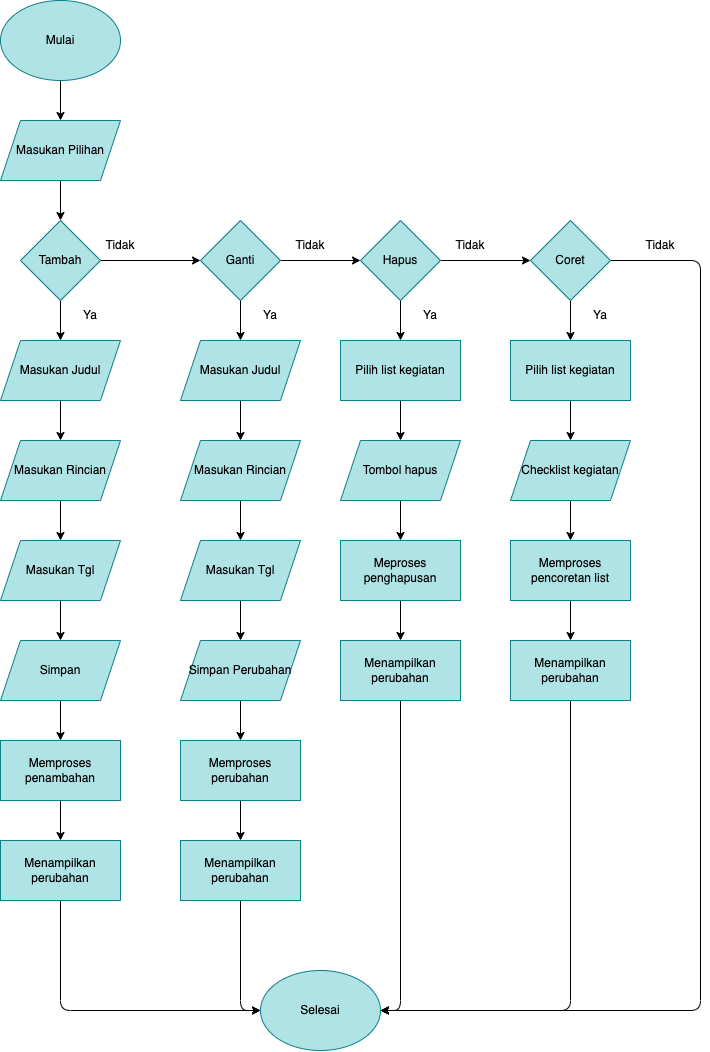 Mulai
Masukan Pilihan
Tidak
Tidak
Tidak
Tidak
Tambah
Ganti
Hapus
Coret
Ya
Ya
Ya
Ya
Masukan Judul
Masukan Judul
Pilih list kegiatan
Pilih list kegiatan
Masukan Rincian
Masukan Rincian
Tombol hapus
Checklist kegiatan
Masukan Tgl
Masukan Tgl
Meproses
penghapusan
Memproses
pencoretan list
Simpan
Simpan Perubahan
Menampilkan
perubahan
Menampilkan
perubahan
Memproses
penambahan
Memproses
perubahan
Menampilkan
perubahan
Menampilkan
perubahan
Selesai